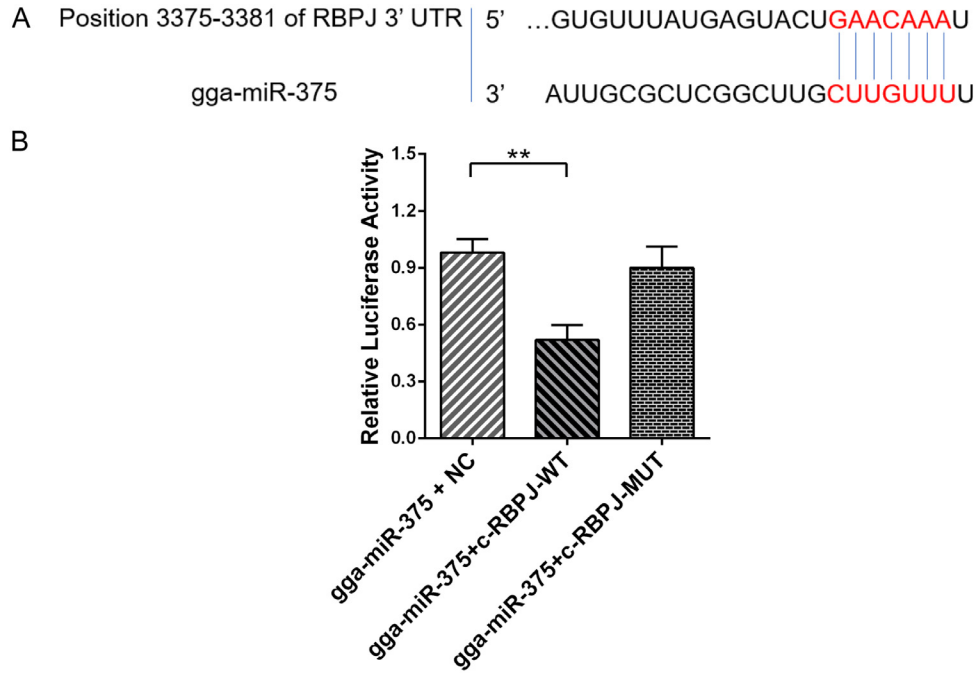 A
Position 3375-3381 of RBPJ 3' UTR 5' ...GUGUUUAUGAGUACUGAACAAAU
gga-miR-375 3' AUUGCGCUCGGCUUGCUUGUUUU
B
**
Relative Luciferase Activity
1.5
1.2
0.9
0.6
0.3
0.0
gga-miR-375 + NC
gga-miR-375+c-RBPJ-WT
gga-miR-375+c-RBPJ-MUT